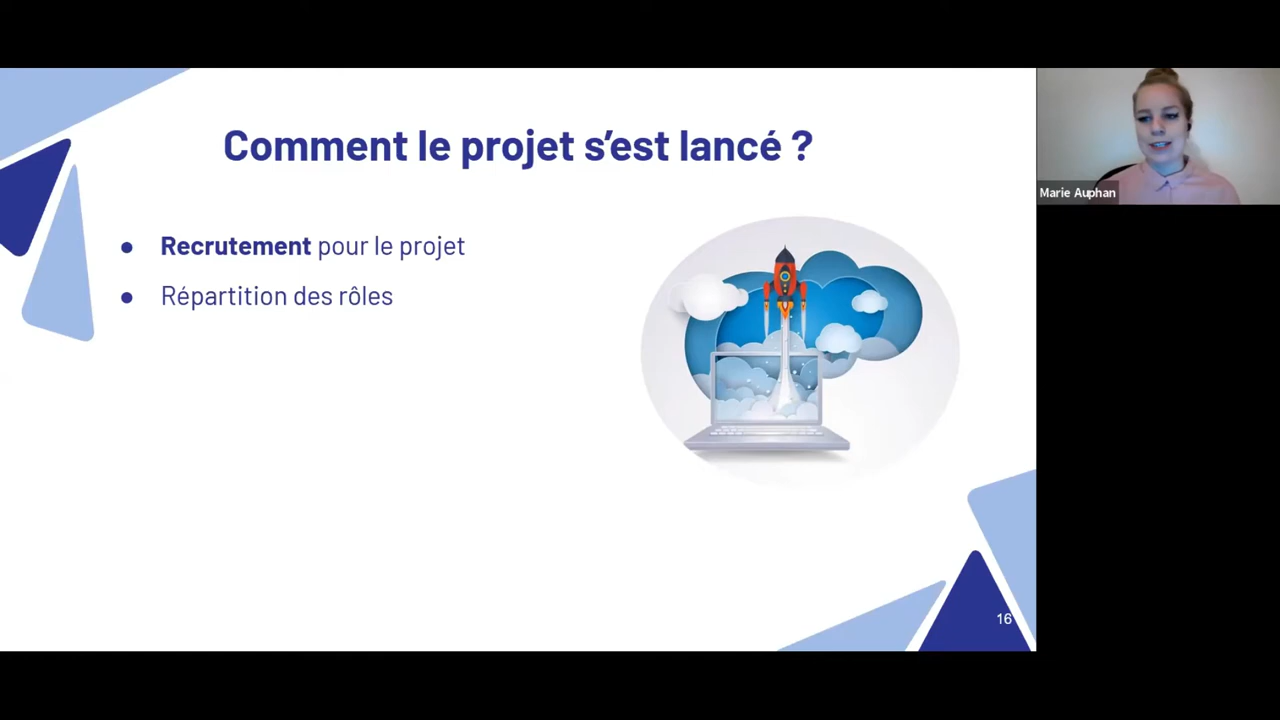 Comment le projet s’est lancé ?
● Recrutement pour le projet
● Répartition des rôles
16
Marie Auphan